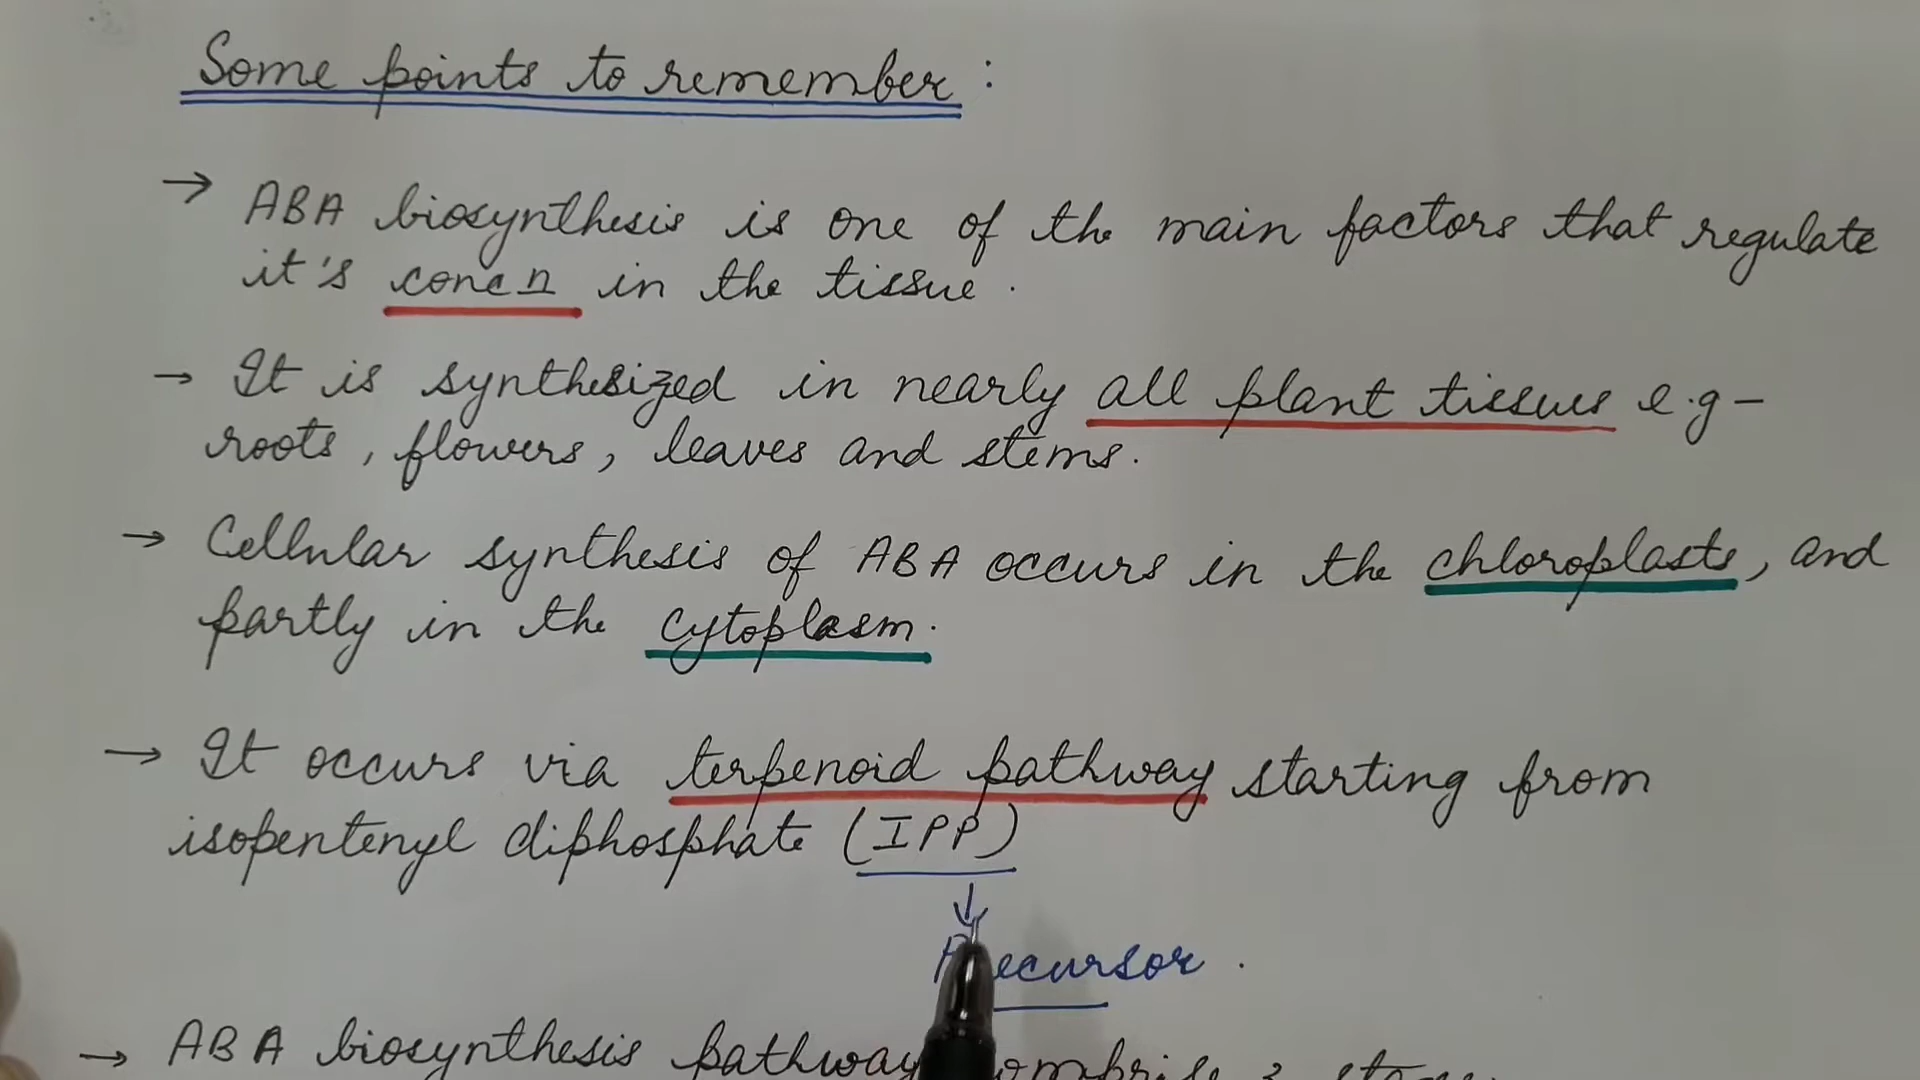 Some points to remember :
→ ABA biosynthesis is one of the main factors that regulate
it's concn in the tissue .
→ It is synthesized in nearly all plant tissues e.g –
roots, flowers, leaves and stems.
→ Cellular synthesis of ABA occurs in the chloroplasts, and
partly in the cytoplasm.
→ It occurs via terpenoid pathway starting from
isopentenyl diphosphate (IPP)
↓
Precursor .
→ ABA biosynthesis pathway